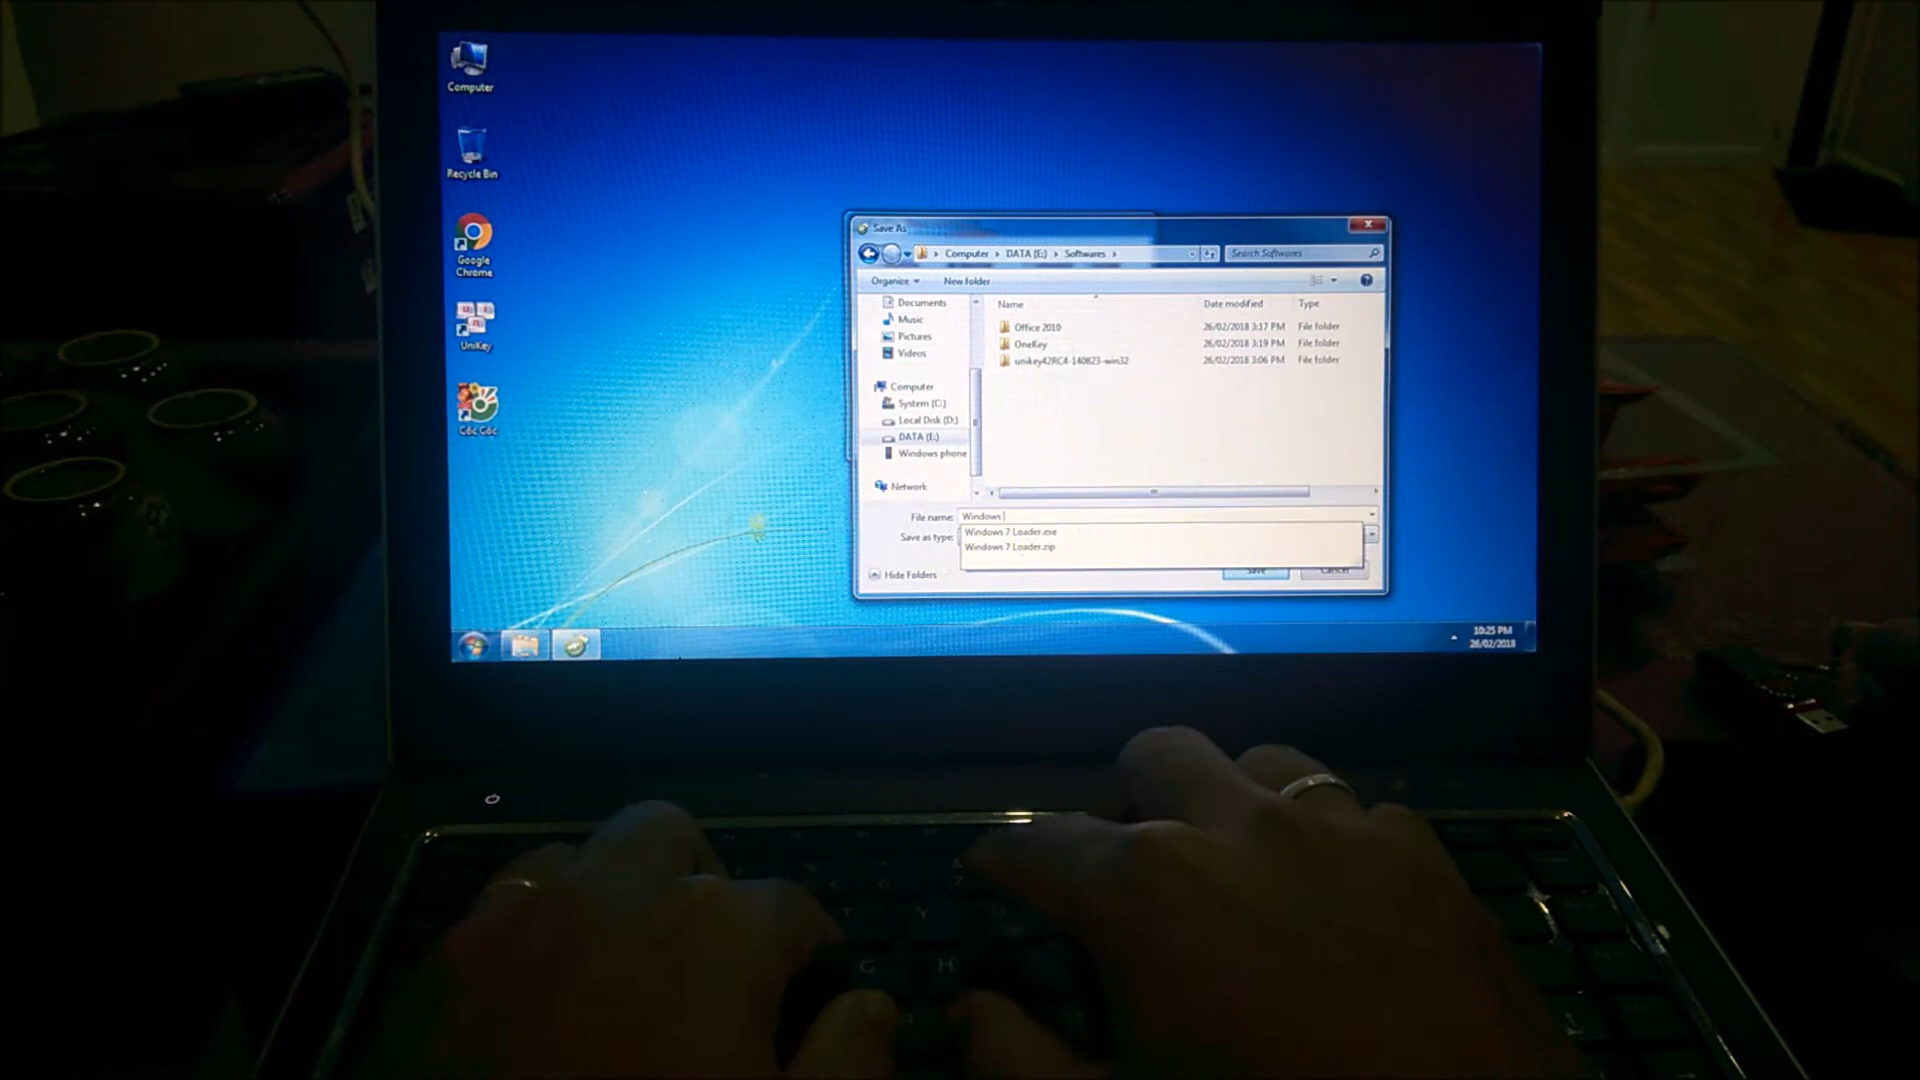 Computer
Recycle Bin
Google
Chrome
UniKey
Cốc Cốc
Save As
Computer
DATA (E:)
Softwares
Search Softwares
Organize
New folder
Documents
Music
Pictures
Videos
Computer
System (C:)
Local Disk (D:)
DATA (E:)
Windows phone
Network
Name
Date modified
Type
Office 2010
26/02/2018 3:17 PM
File folder
OneKey
26/02/2018 3:19 PM
File folder
unikey42RC4-140823-win32
26/02/2018 3:06 PM
File folder
File name:
Windows
Save as type:
Windows 7 Loader.exe
Windows 7 Loader.zip
Hide Folders
Save
Cancel
10:25 PM
26/02/2018
T
Y
U
G
H